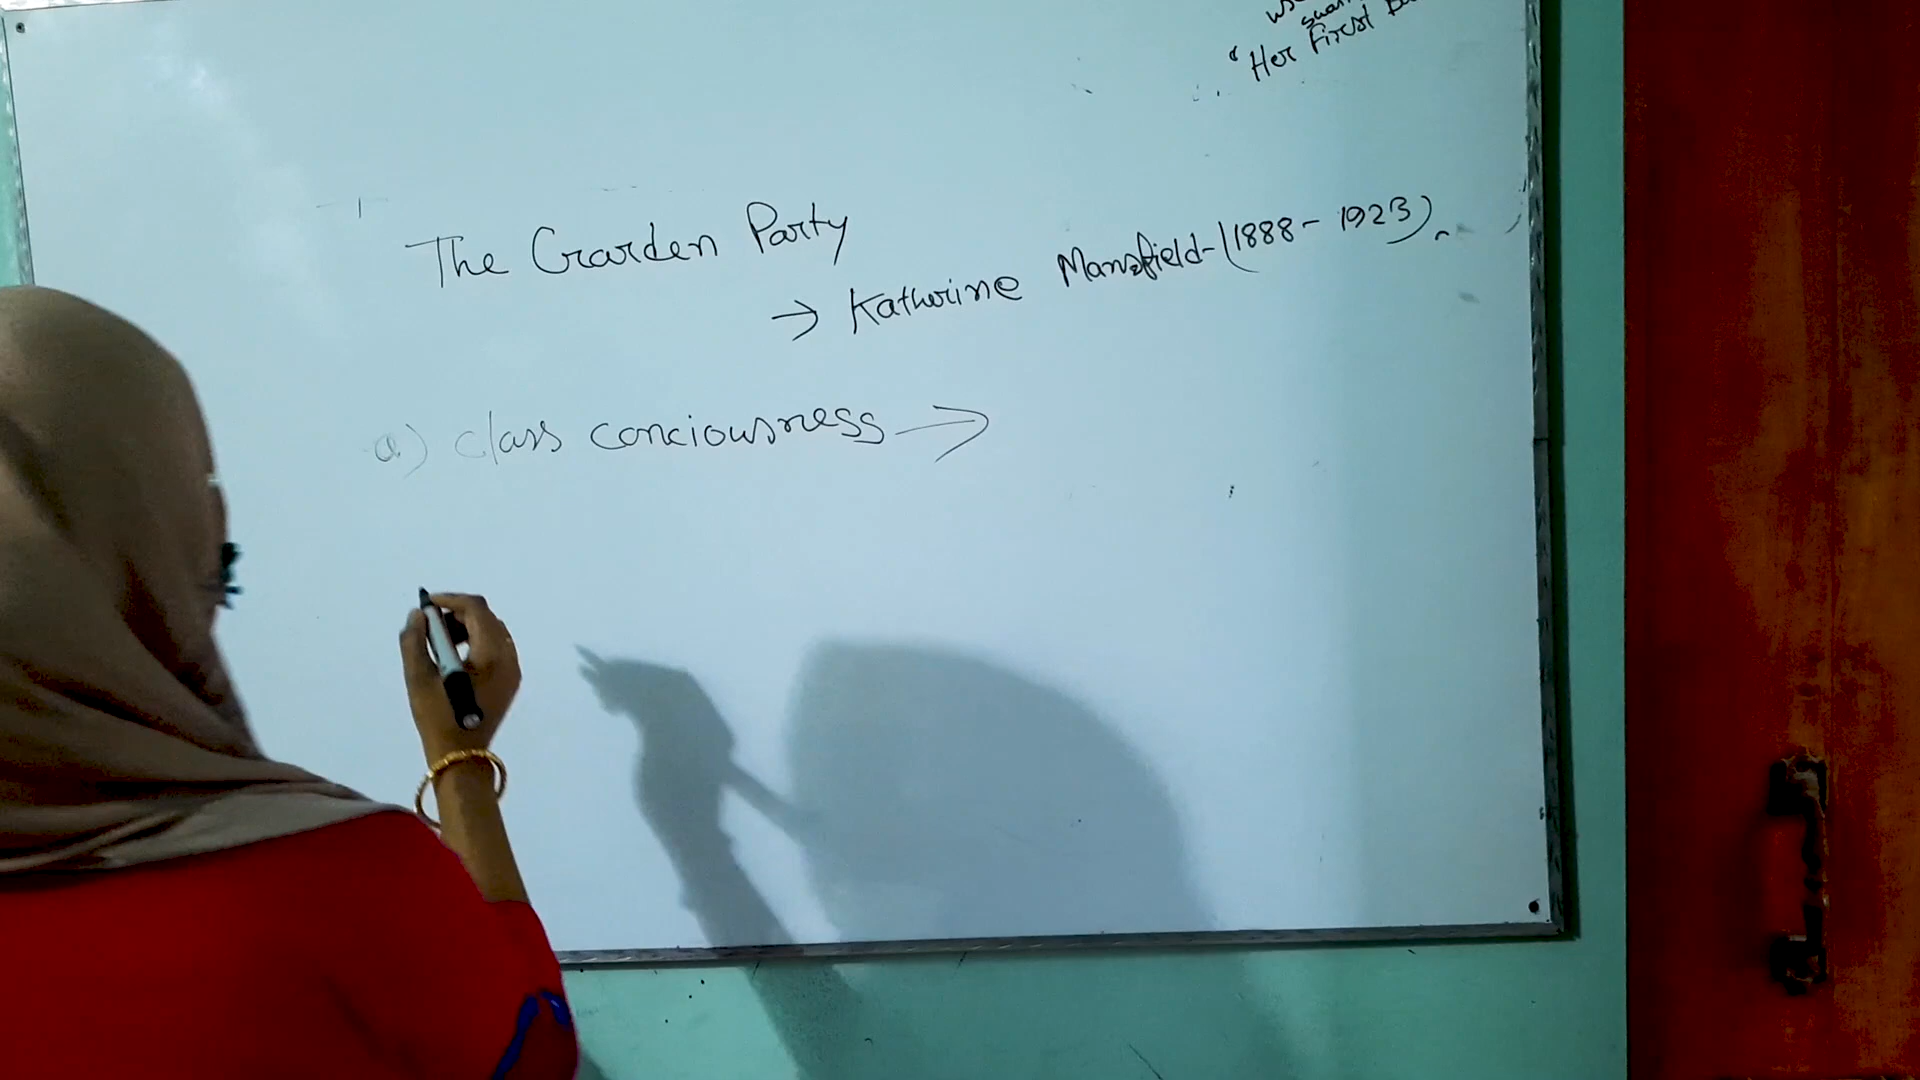 "Her First
The Garden Party
→ Katherine Mansfield-(1888-1923).
a) class conciousness →